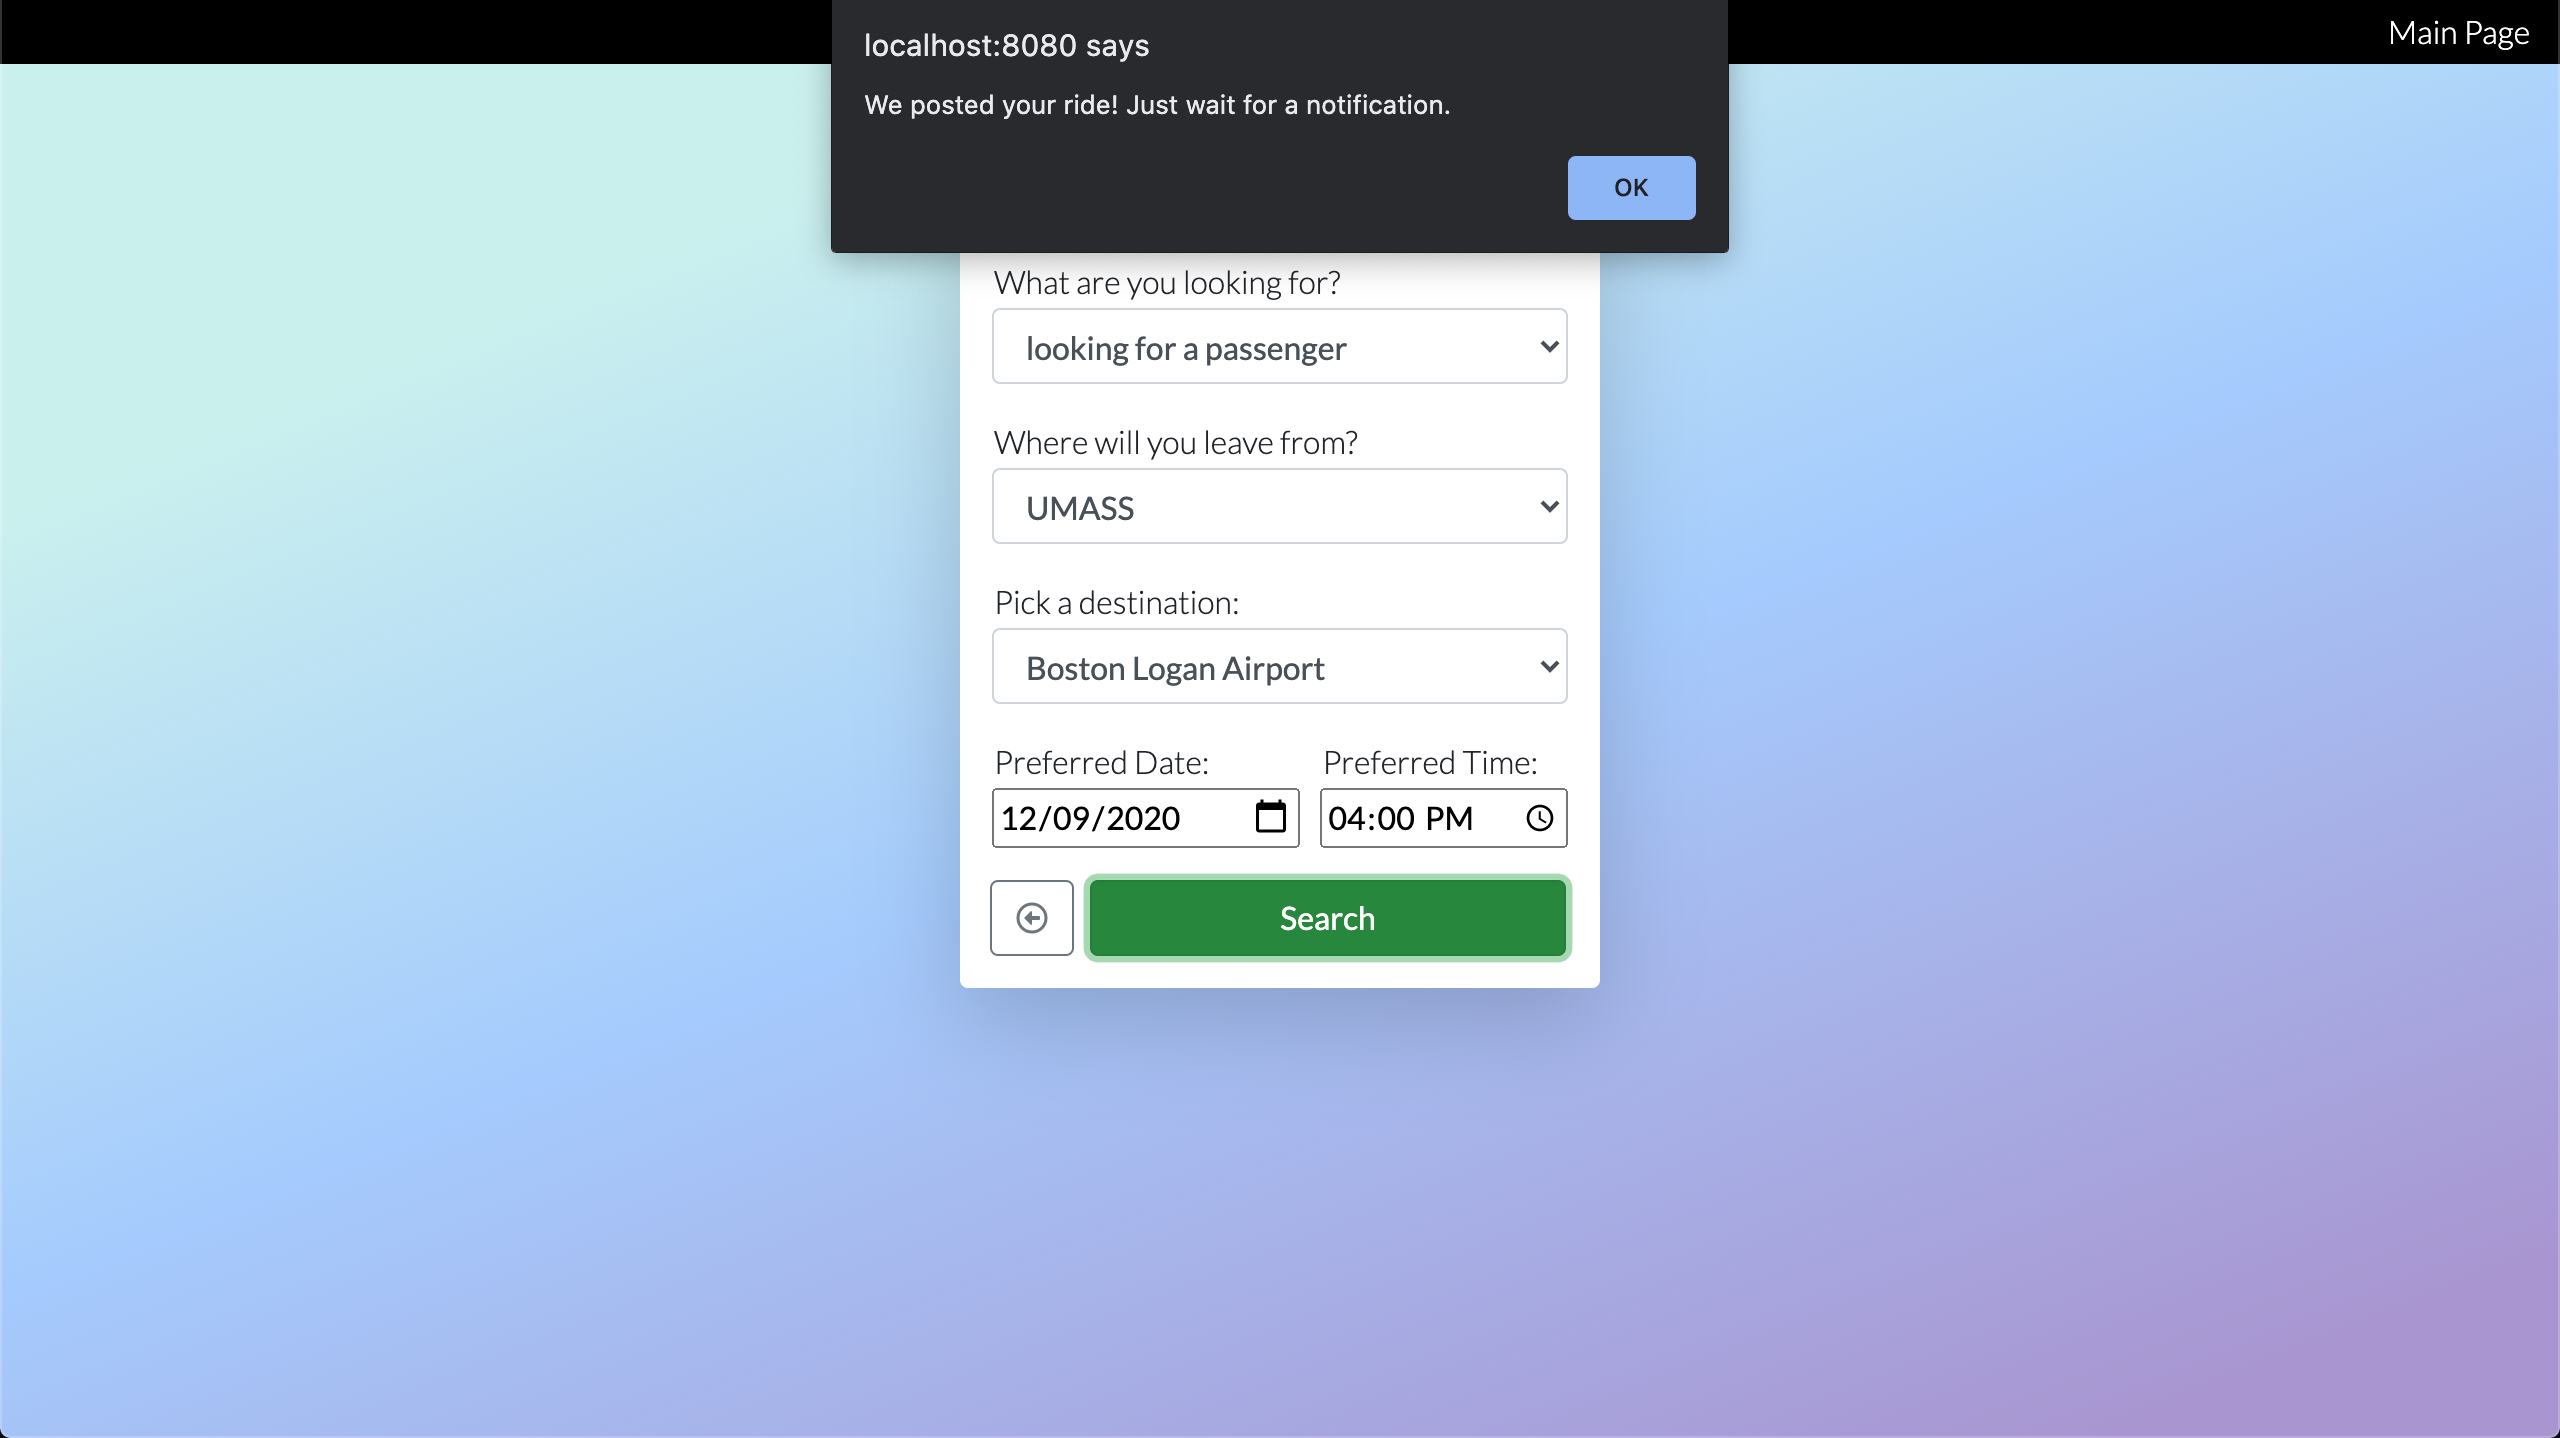 Main Page
localhost:8080 says
We posted your ride! Just wait for a notification.
OK
What are you looking for?
looking for a passenger
Where will you leave from?
UMASS
Pick a destination:
Boston Logan Airport
Preferred Date: Preferred Time:
12/09/2020 04:00 PM
Search